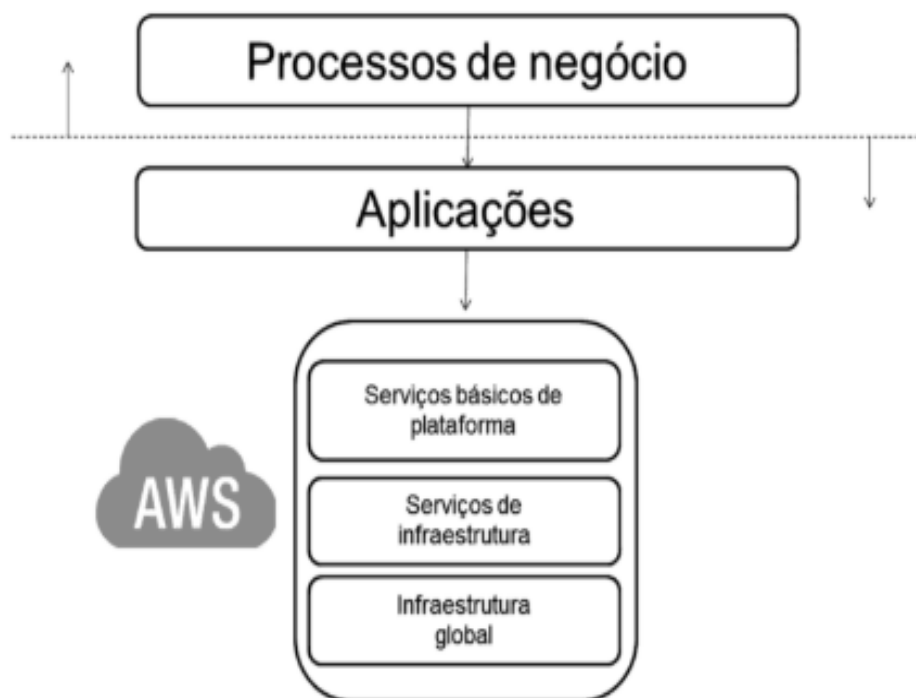 Processos de negócio
Aplicações
Serviços básicos de
plataforma
AWS
Serviços de
infraestrutura
Infraestrutura
global